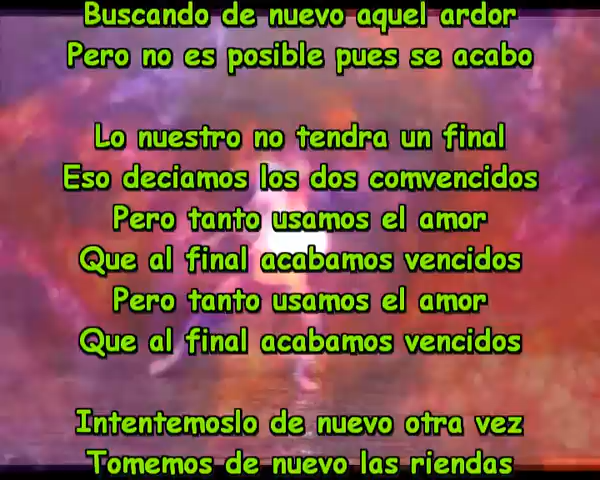 Buscando de nuevo aquel ardor
Pero no es posible pues se acabo
Lo nuestro no tendra un final
Eso deciamos los dos comvencidos
Pero tanto usamos el amor
Que al final acabamos vencidos
Pero tanto usamos el amor
Que al final acabamos vencidos
Intentemoslo de nuevo otra vez
Tomemos de nuevo las riendas